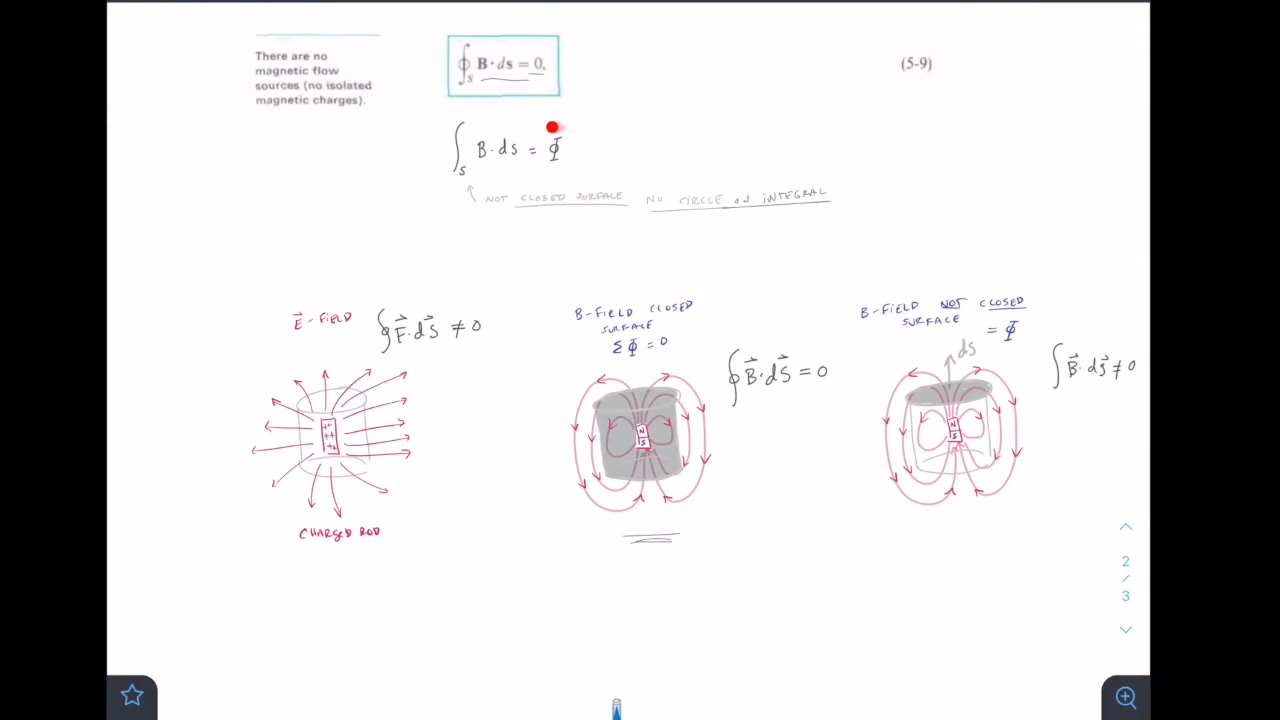 There are no
magnetic flow
sources (no isolated
magnetic charges).
∮_S B · ds = 0,
(5-9)
∫_S B · ds = Φ
NOT CLOSED SURFACE NO CIRCLE ON INTEGRAL
E⃗ - FIELD
∮ E⃗ · dS⃗ ≠ 0
CHARGED ROD
B-FIELD CLOSED
SURFACE
Σ Φ = 0
∮ B⃗ · dS⃗ = 0
N
S
B-FIELD NOT CLOSED
SURFACE
= Φ
dS
∫ B⃗ · dS⃗ ≠ 0
N
S
++
++
++
2
/
3